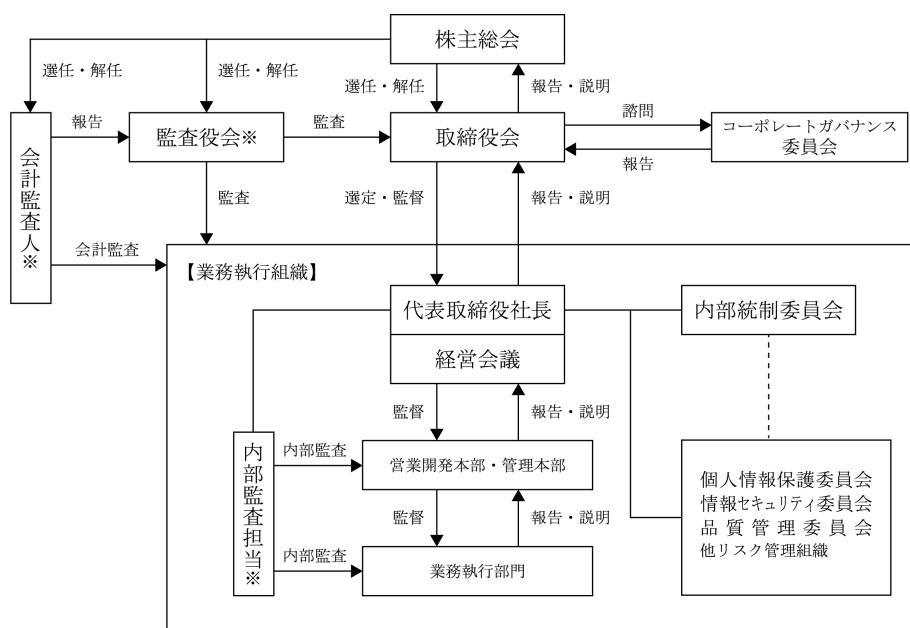 株主総会
選任・解任
選任・解任
選任・解任
報告・説明
報告
監査役会※
監査
取締役会
諮問
報告
コーポレートガバナンス
委員会
会計監査人※
監査
選定・監督
報告・説明
会計監査
【業務執行組織】
代表取締役社長
経営会議
内部統制委員会
監督
報告・説明
内部監査担当※
内部監査
営業開発本部・管理本部
監督
報告・説明
内部監査
業務執行部門
個人情報保護委員会
情報セキュリティ委員会
品質管理委員会
他リスク管理組織